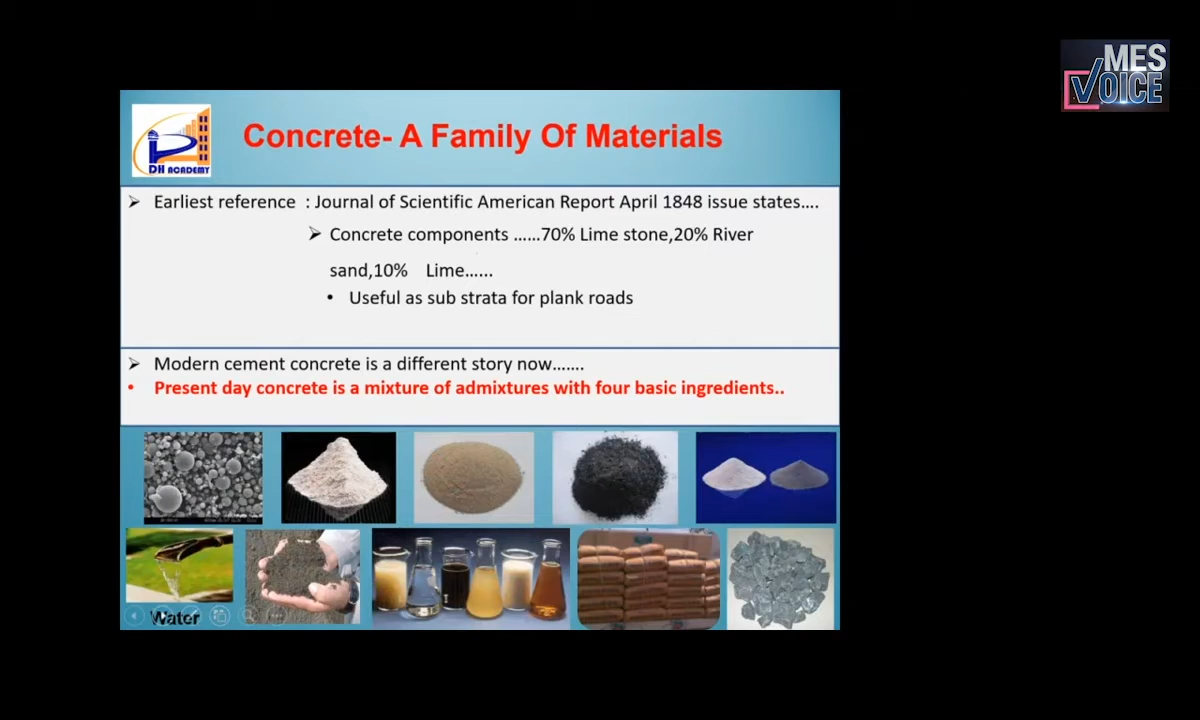 MES
VOICE
DH ACADEMY
Concrete- A Family Of Materials
➢ Earliest reference : Journal of Scientific American Report April 1848 issue states....
➢ Concrete components ......70% Lime stone,20% River
sand,10% Lime......
• Useful as sub strata for plank roads
➢ Modern cement concrete is a different story now.......
• Present day concrete is a mixture of admixtures with four basic ingredients..
Water